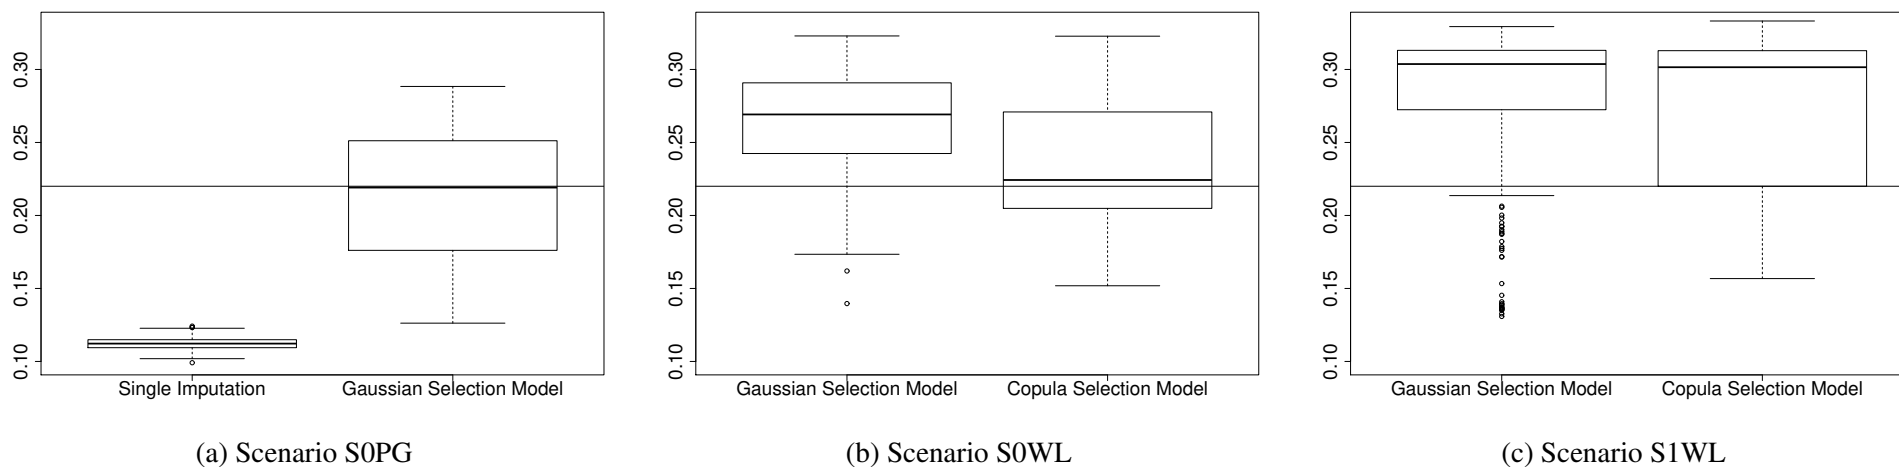 0.10 0.15 0.20 0.25 0.30
Single Imputation Gaussian Selection Model
(a) Scenario S0PG
0.10 0.15 0.20 0.25 0.30
Gaussian Selection Model Copula Selection Model
(b) Scenario S0WL
0.10 0.15 0.20 0.25 0.30
Gaussian Selection Model Copula Selection Model
(c) Scenario S1WL